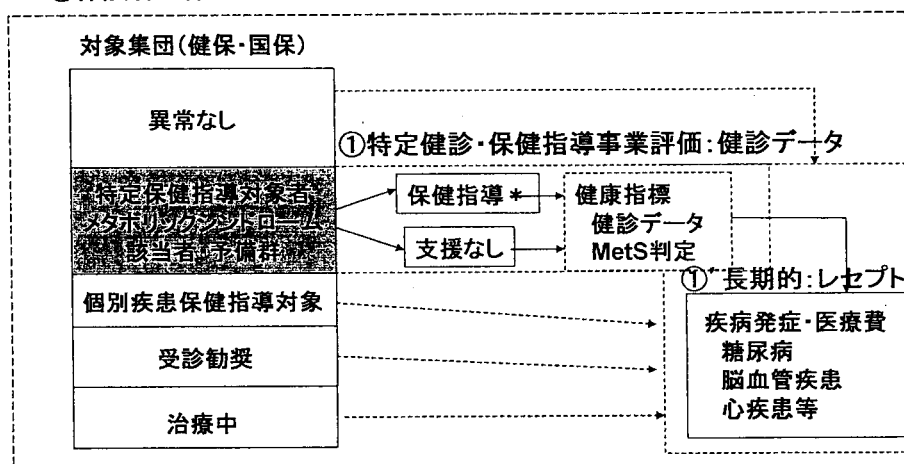 対象集団(健保・国保)
異常なし
①特定健診・保健指導事業評価:健診データ
特定保健指導対象者
メタボリックシンドローム
該当者・予備群
保健指導*
支援なし
健康指標
健診データ
MetS判定
個別疾患保健指導対象
受診勧奨
治療中
①´長期的:レセプト
疾病発症・医療費
糖尿病
脳血管疾患
心疾患等